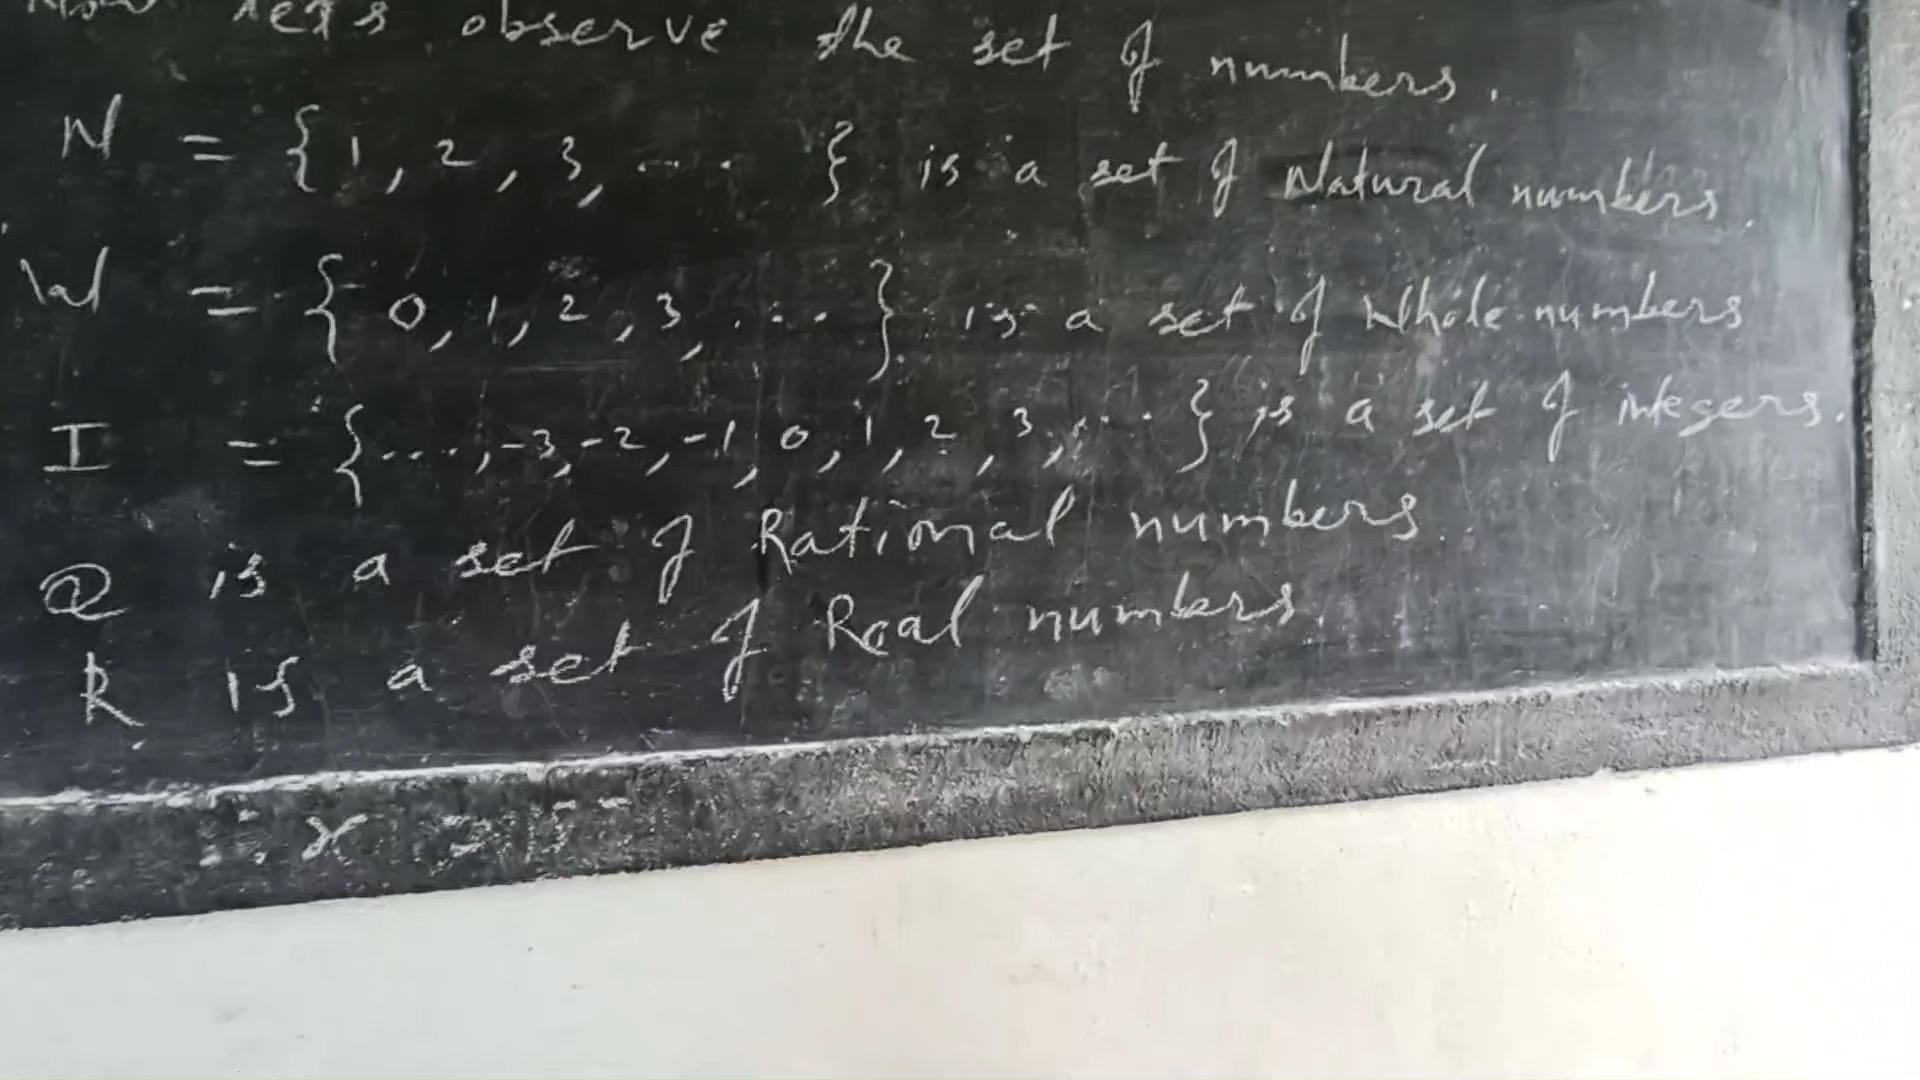 Now let's observe the set of numbers.
N = {1, 2, 3, .... } is a set of Natural numbers.
W = { 0, 1, 2, 3, .... } is a set of Whole numbers
I = {...., -3, -2, -1, 0, 1, 2, 3, .... } is a set of integers.
Q is a set of Rational numbers.
R is a set of Real numbers.